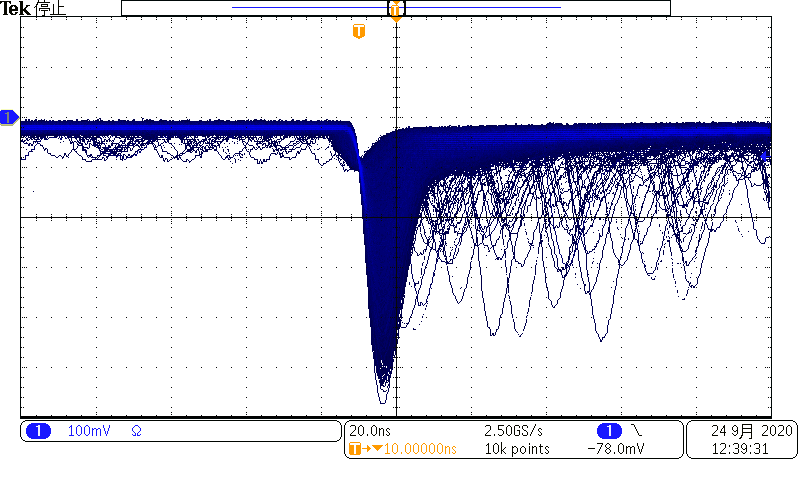 Tek 停止
T
T
1
1 100mV Ω
20.0ns 2.50GS/s 1 \
T→▼10.00000ns 10k points −78.0mV
24 9月 2020
12:39:31